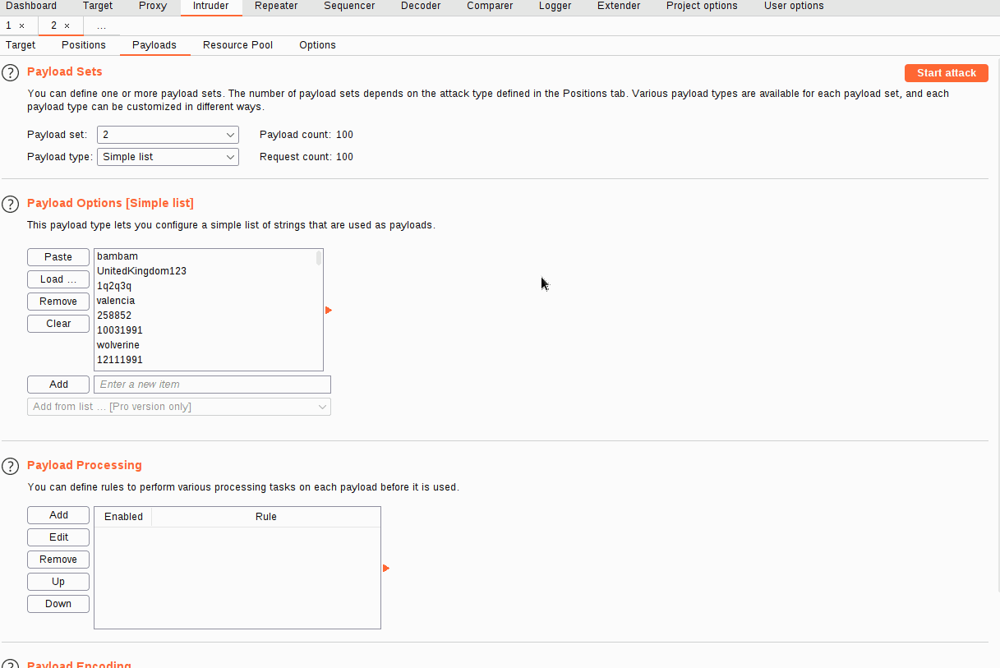 Dashboard Target Proxy Intruder Repeater Sequencer Decoder Comparer Logger Extender Project options User options
1 × 2 × ...
Target Positions Payloads Resource Pool Options
? Payload Sets Start attack
You can define one or more payload sets. The number of payload sets depends on the attack type defined in the Positions tab. Various payload types are available for each payload set, and each
payload type can be customized in different ways.
Payload set: 2 Payload count: 100
Payload type: Simple list Request count: 100
? Payload Options [Simple list]
This payload type lets you configure a simple list of strings that are used as payloads.
Paste bambam
UnitedKingdom123
Load ... 1q2q3q
Remove valencia
258852
Clear 10031991
wolverine
12111991
Add Enter a new item
Add from list ... [Pro version only]
? Payload Processing
You can define rules to perform various processing tasks on each payload before it is used.
Add Enabled Rule
Edit
Remove
Up
Down
? Payload Encoding